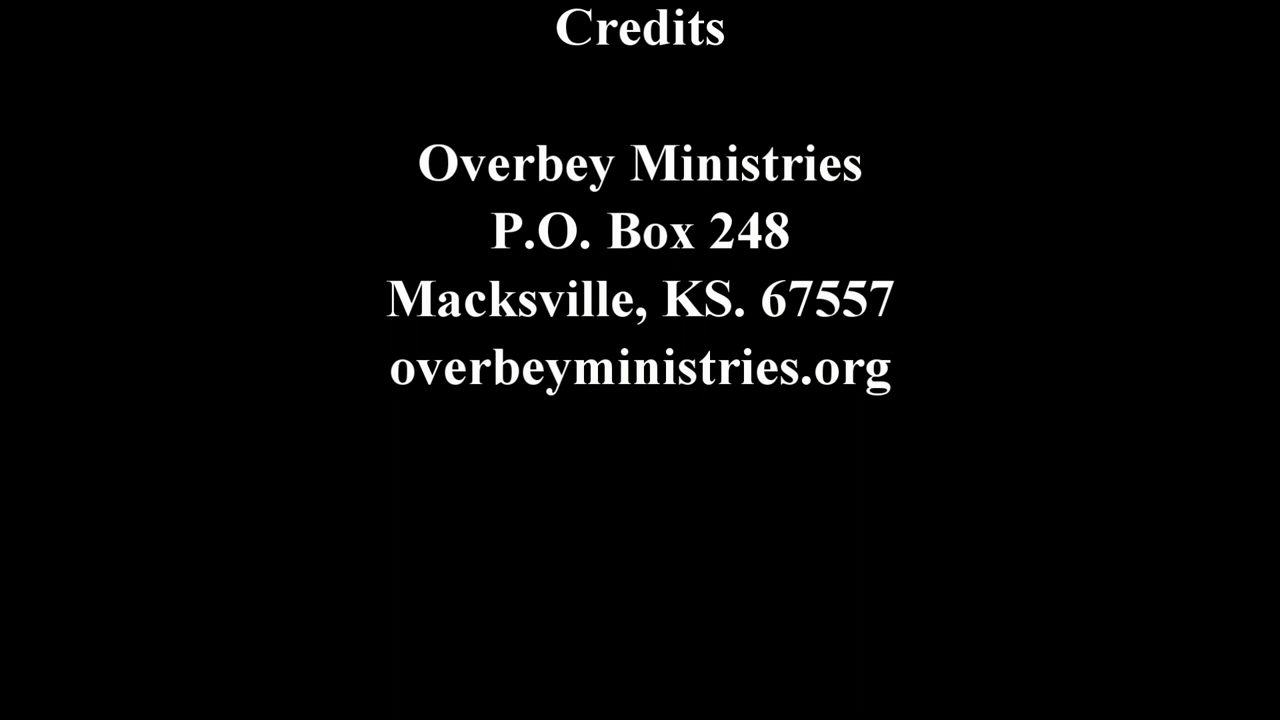 Credits
Overbey Ministries
P.O. Box 248
Macksville, KS. 67557
overbeyministries.org